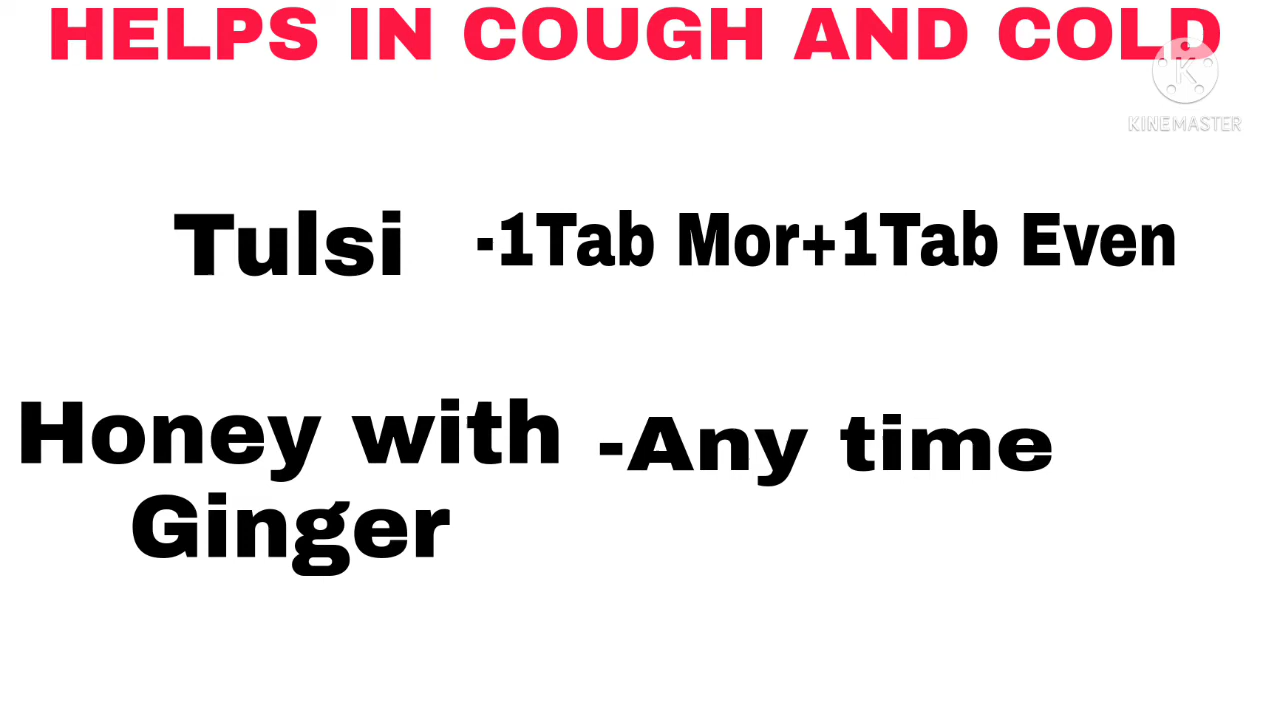 HELPS IN COUGH AND COLD
K
KINEMASTER
Tulsi -1Tab Mor+1Tab Even
Honey with -Any time
Ginger